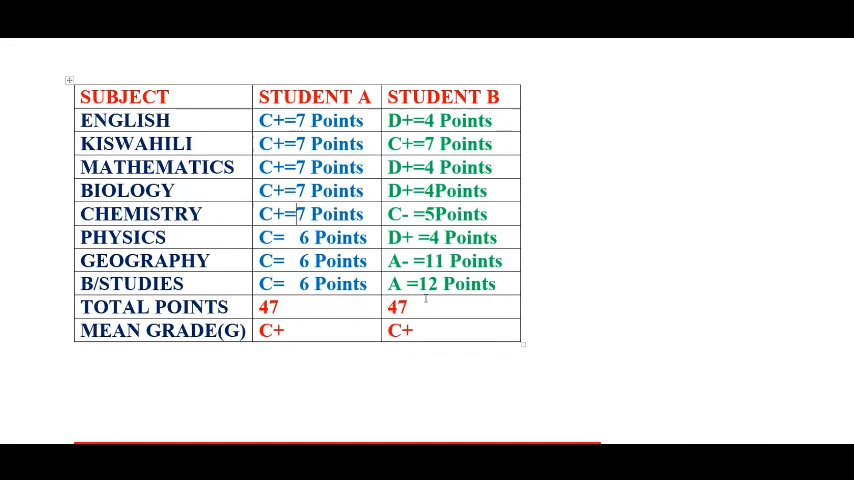 SUBJECT STUDENT A STUDENT B
ENGLISH C+=7 Points D+=4 Points
KISWAHILI C+=7 Points C+=7 Points
MATHEMATICS C+=7 Points D+=4 Points
BIOLOGY C+=7 Points D+=4Points
CHEMISTRY C+=7 Points C- =5Points
PHYSICS C= 6 Points D+ =4 Points
GEOGRAPHY C= 6 Points A- =11 Points
B/STUDIES C= 6 Points A =12 Points
TOTAL POINTS 47 47
MEAN GRADE(G) C+ C+